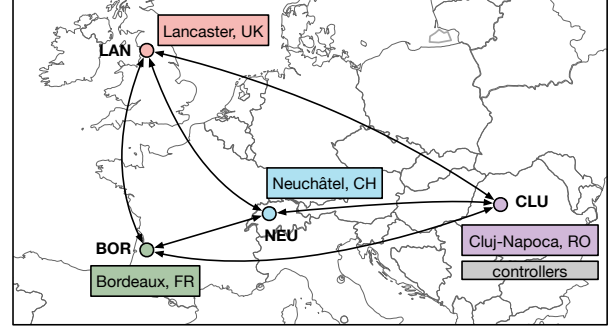 Lancaster, UK
LAN
Neuchâtel, CH
CLU
NEU
Cluj-Napoca, RO
BOR
controllers
Bordeaux, FR